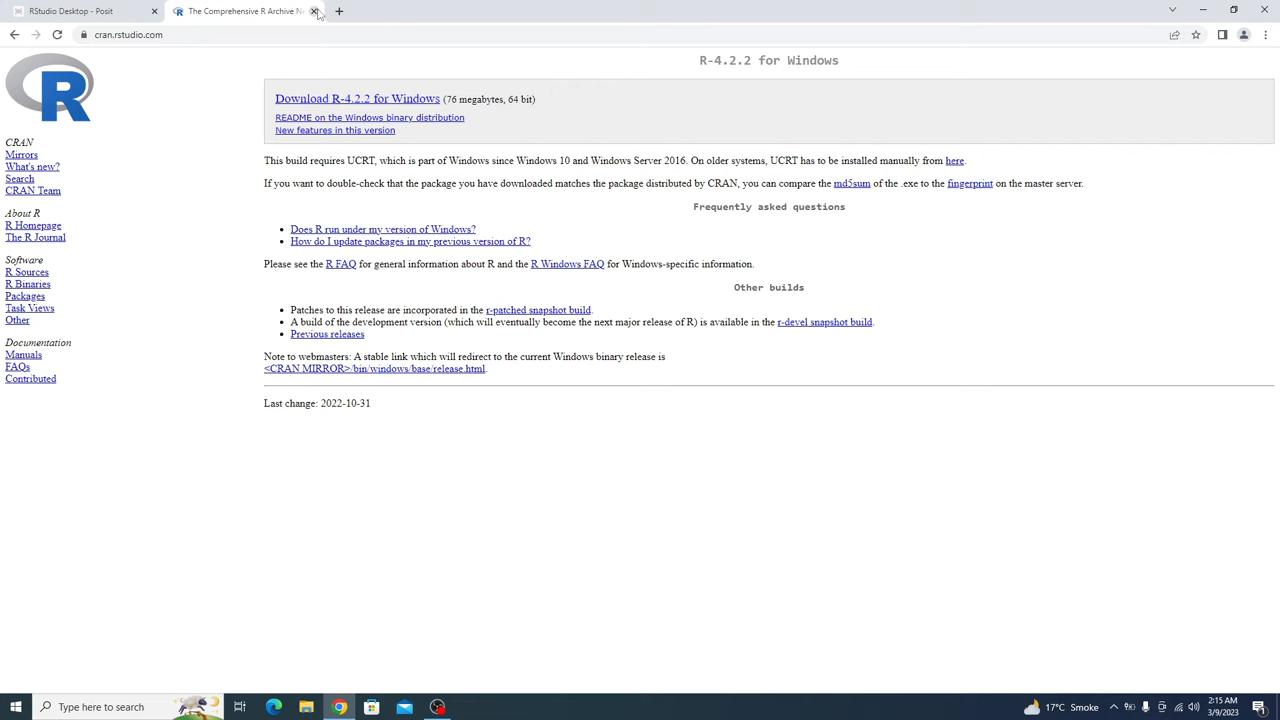 RStudio Desktop - Posit
The Comprehensive R Archive Ne
cran.rstudio.com
R
CRAN
Mirrors
What's new?
Search
CRAN Team
About R
R Homepage
The R Journal
Software
R Sources
R Binaries
Packages
Task Views
Other
Documentation
Manuals
FAQs
Contributed
R-4.2.2 for Windows
Download R-4.2.2 for Windows (76 megabytes, 64 bit)
README on the Windows binary distribution
New features in this version
This build requires UCRT, which is part of Windows since Windows 10 and Windows Server 2016. On older systems, UCRT has to be installed manually from here.
If you want to double-check that the package you have downloaded matches the package distributed by CRAN, you can compare the md5sum of the .exe to the fingerprint on the master server.
Frequently asked questions
• Does R run under my version of Windows?
• How do I update packages in my previous version of R?
Please see the R FAQ for general information about R and the R Windows FAQ for Windows-specific information.
Other builds
• Patches to this release are incorporated in the r-patched snapshot build.
• A build of the development version (which will eventually become the next major release of R) is available in the r-devel snapshot build.
• Previous releases
Note to webmasters: A stable link which will redirect to the current Windows binary release is
<CRAN MIRROR>/bin/windows/base/release.html.
Last change: 2022-10-31
Type here to search
17°C Smoke
2:15 AM
3/9/2023
1